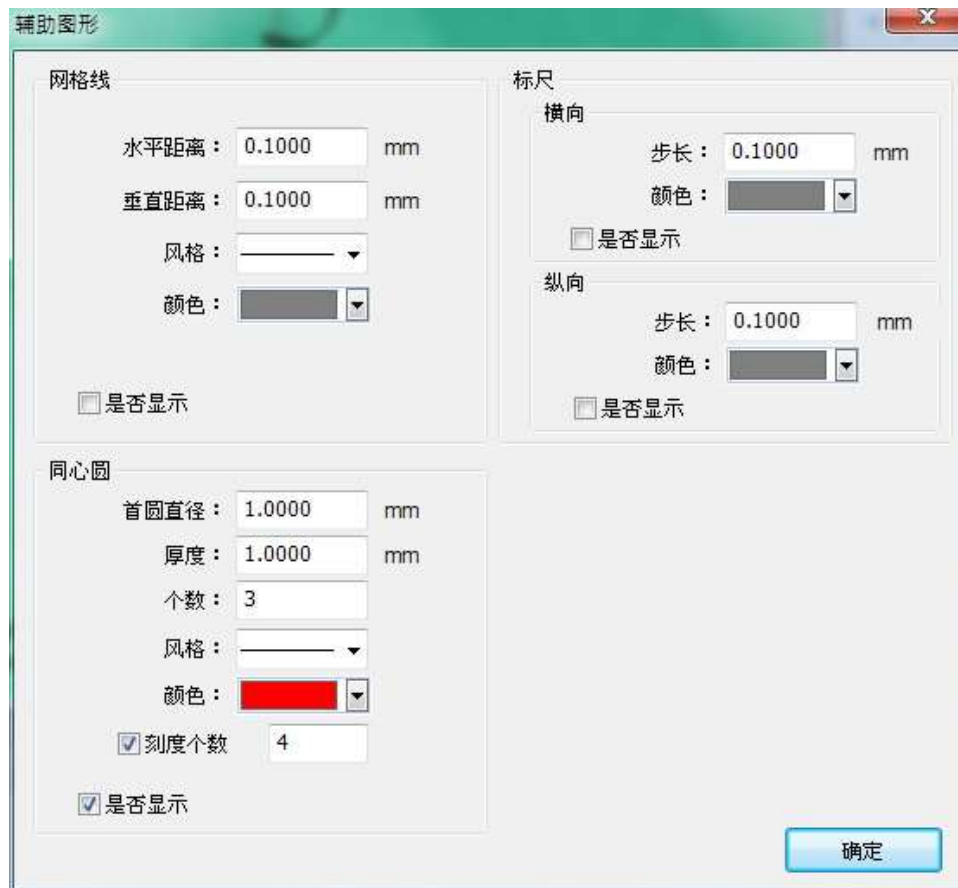 辅助图形
网格线
水平距离：0.1000 mm
垂直距离：0.1000 mm
风格：
颜色：
是否显示
标尺
横向
步长：0.1000 mm
颜色：
是否显示
纵向
步长：0.1000 mm
颜色：
是否显示
同心圆
首圆直径：1.0000 mm
厚度：1.0000 mm
个数：3
风格：
颜色：
刻度个数 4
是否显示
确定